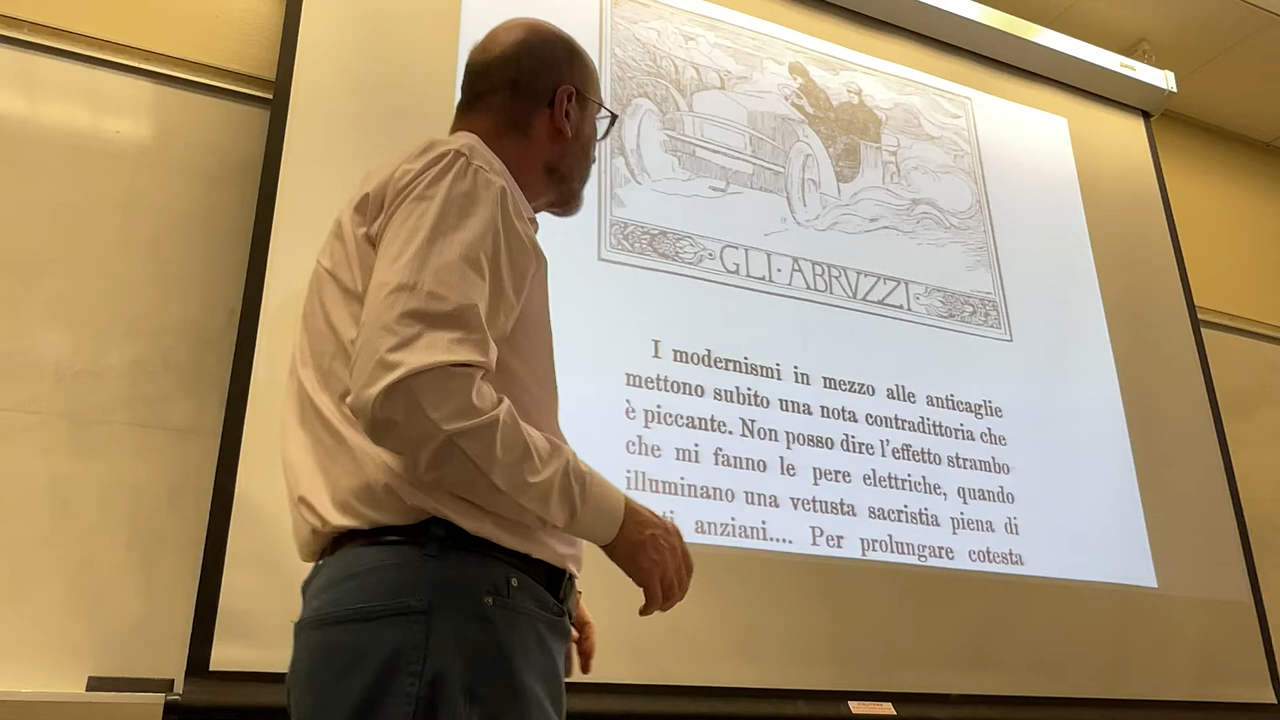 GLI·ABRVZZI
I modernismi in mezzo alle anticaglie
mettono subito una nota contradittoria che
è piccante. Non posso dire l'effetto strambo
che mi fanno le pere elettriche, quando
illuminano una vetusta sacristia piena di
anziani.... Per prolungare cotesta